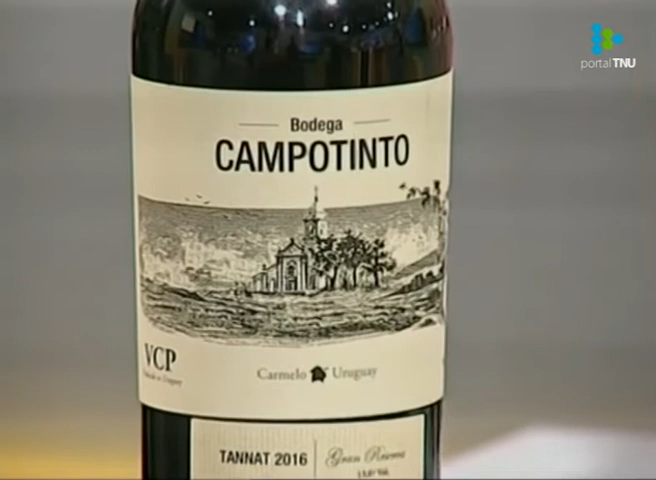 portal TNU
Bodega
CAMPOTINTO
VCP
Carmelo Uruguay
TANNAT 2016
Gran Reserva